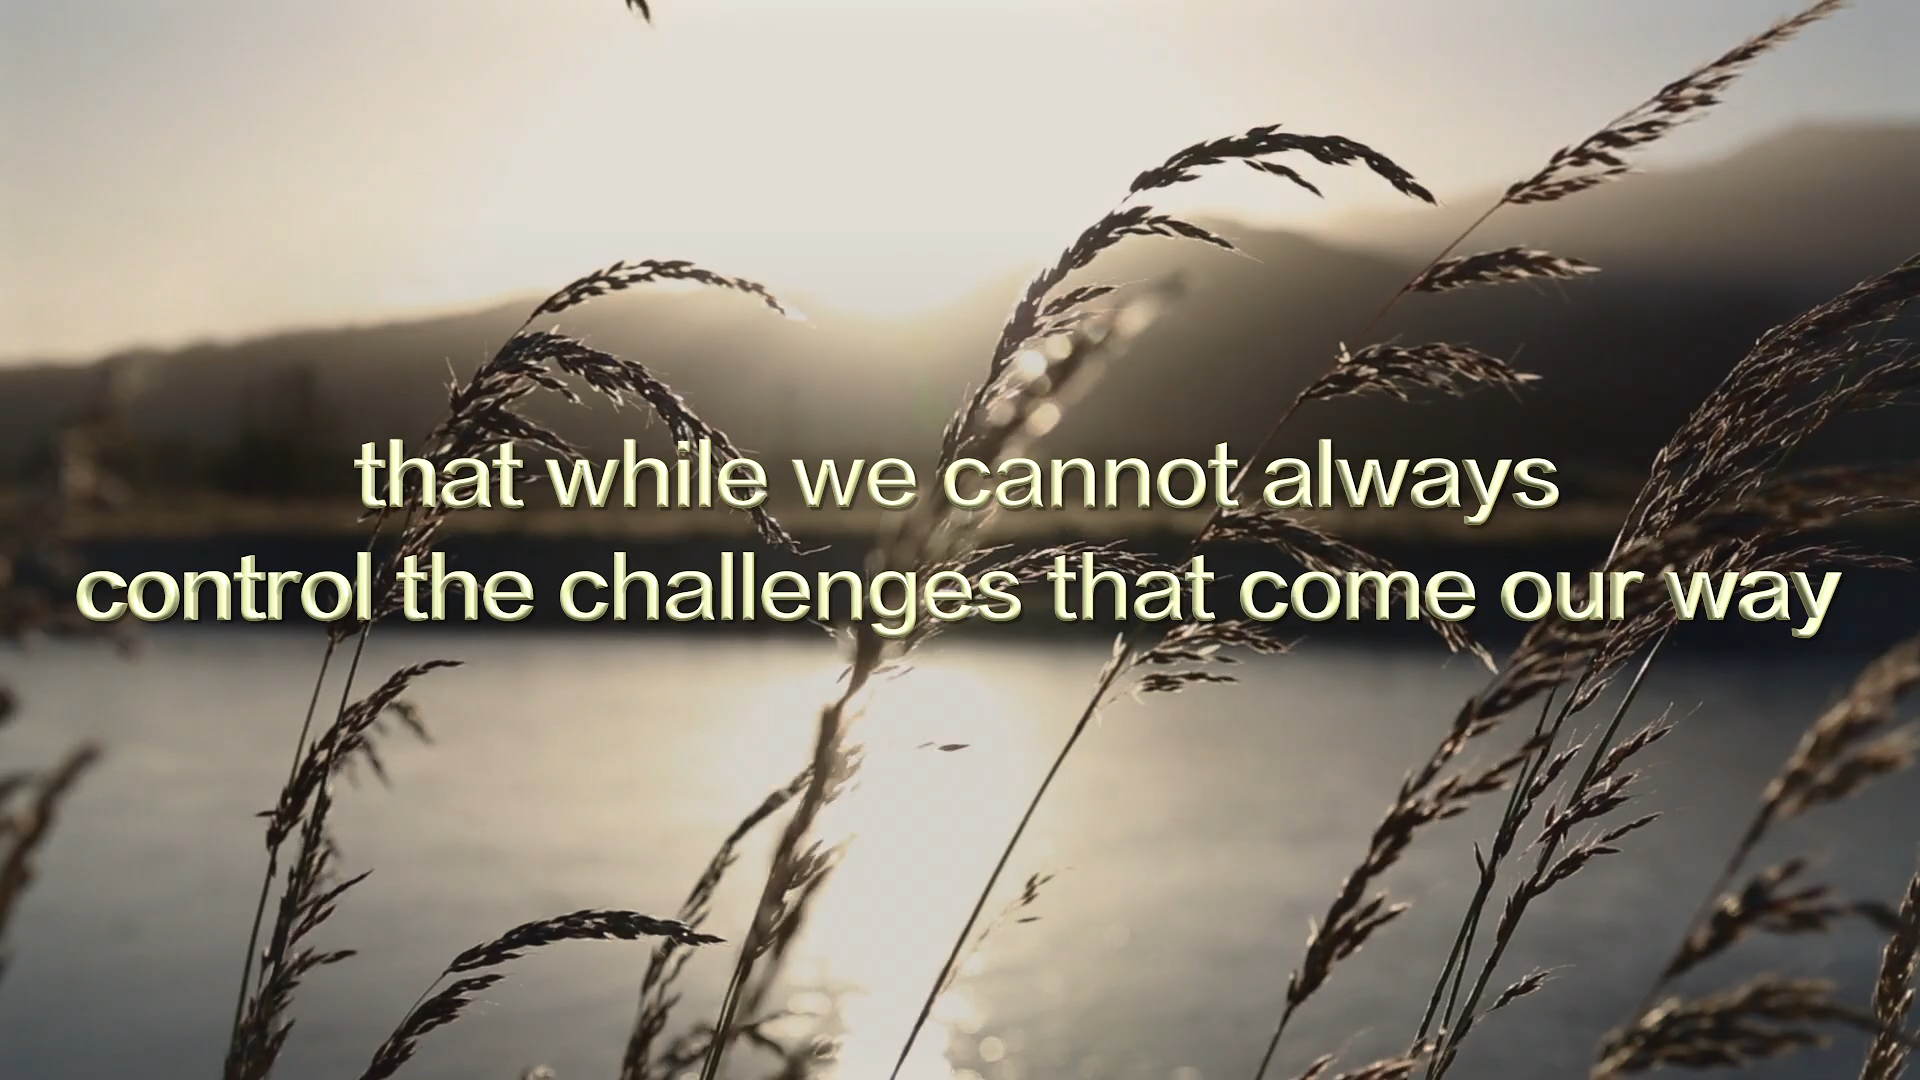 that while we cannot always
control the challenges that come our way